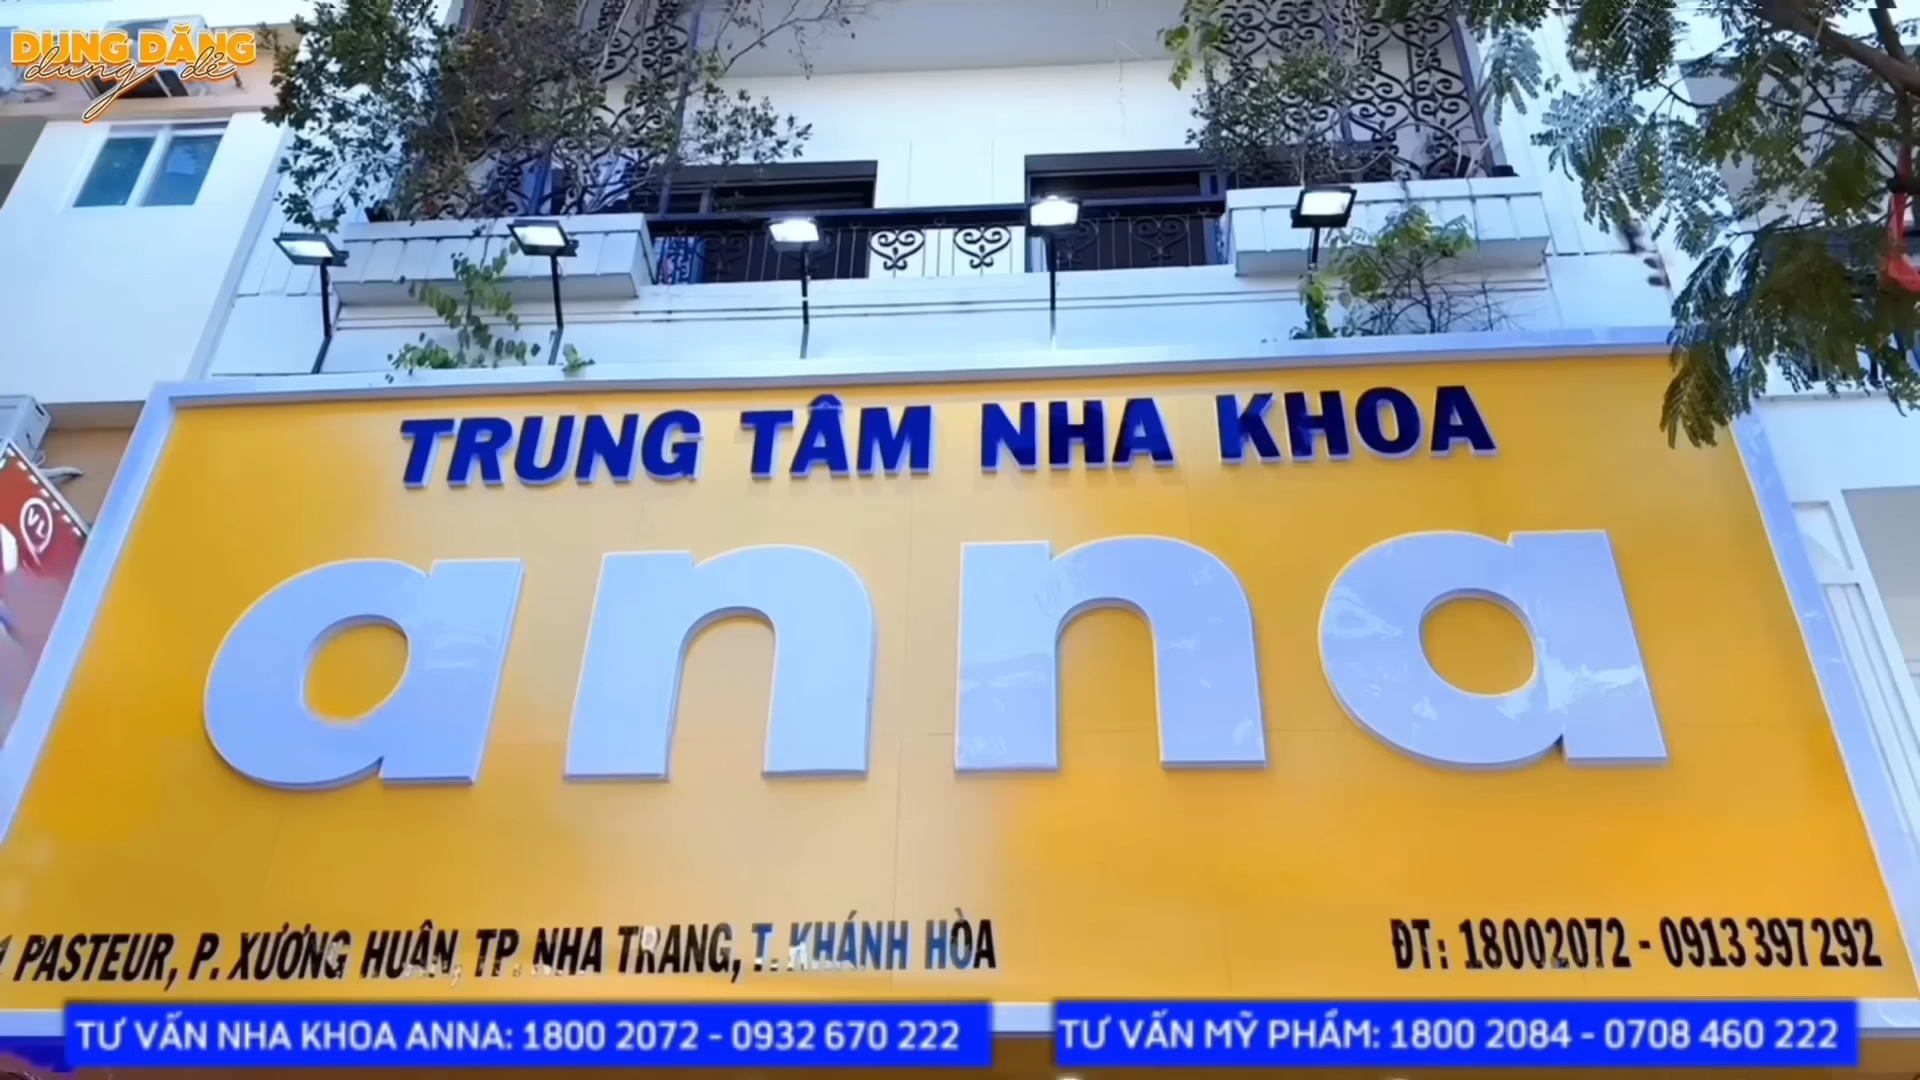 DUNG DĂNG
dung dẻ
VL
TRUNG TÂM NHA KHOA
anna
PASTEUR, P. XƯƠNG HUÂN, TP. NHA TRANG, T. KHÁNH HÒA
ĐT: 18002072 - 0913 397 292
TƯ VẤN NHA KHOA ANNA: 1800 2072 - 0932 670 222
TƯ VẤN MỸ PHẨM: 1800 2084 - 0708 460 222